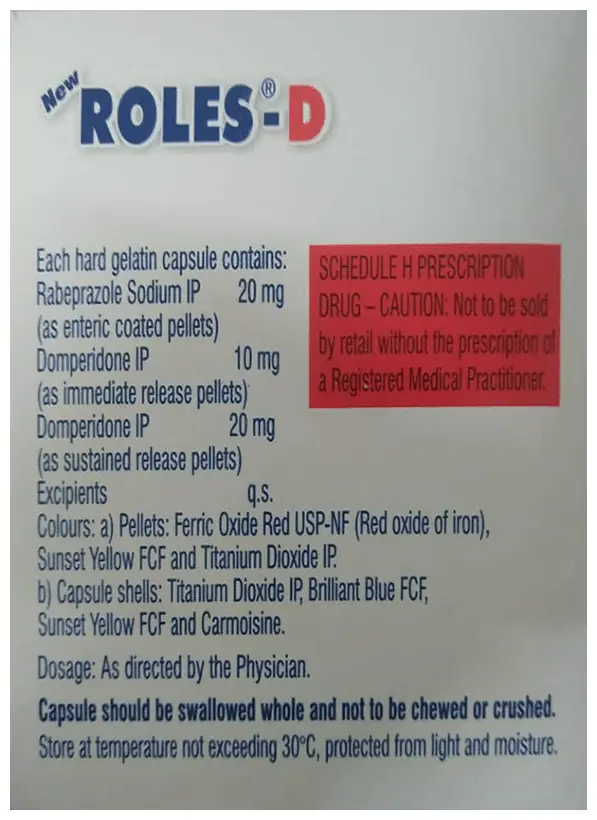 New
ROLES®-D
Each hard gelatin capsule contains:
Rabeprazole Sodium IP 20 mg
(as enteric coated pellets)
Domperidone IP 10 mg
(as immediate release pellets)
Domperidone IP 20 mg
(as sustained release pellets)
Excipients q.s.
SCHEDULE H PRESCRIPTION
DRUG – CAUTION: Not to be sold
by retail without the prescription of
a Registered Medical Practitioner.
Colours: a) Pellets: Ferric Oxide Red USP-NF (Red oxide of iron),
Sunset Yellow FCF and Titanium Dioxide IP.
b) Capsule shells: Titanium Dioxide IP, Brilliant Blue FCF,
Sunset Yellow FCF and Carmoisine.
Dosage: As directed by the Physician.
Capsule should be swallowed whole and not to be chewed or crushed.
Store at temperature not exceeding 30°C, protected from light and moisture.